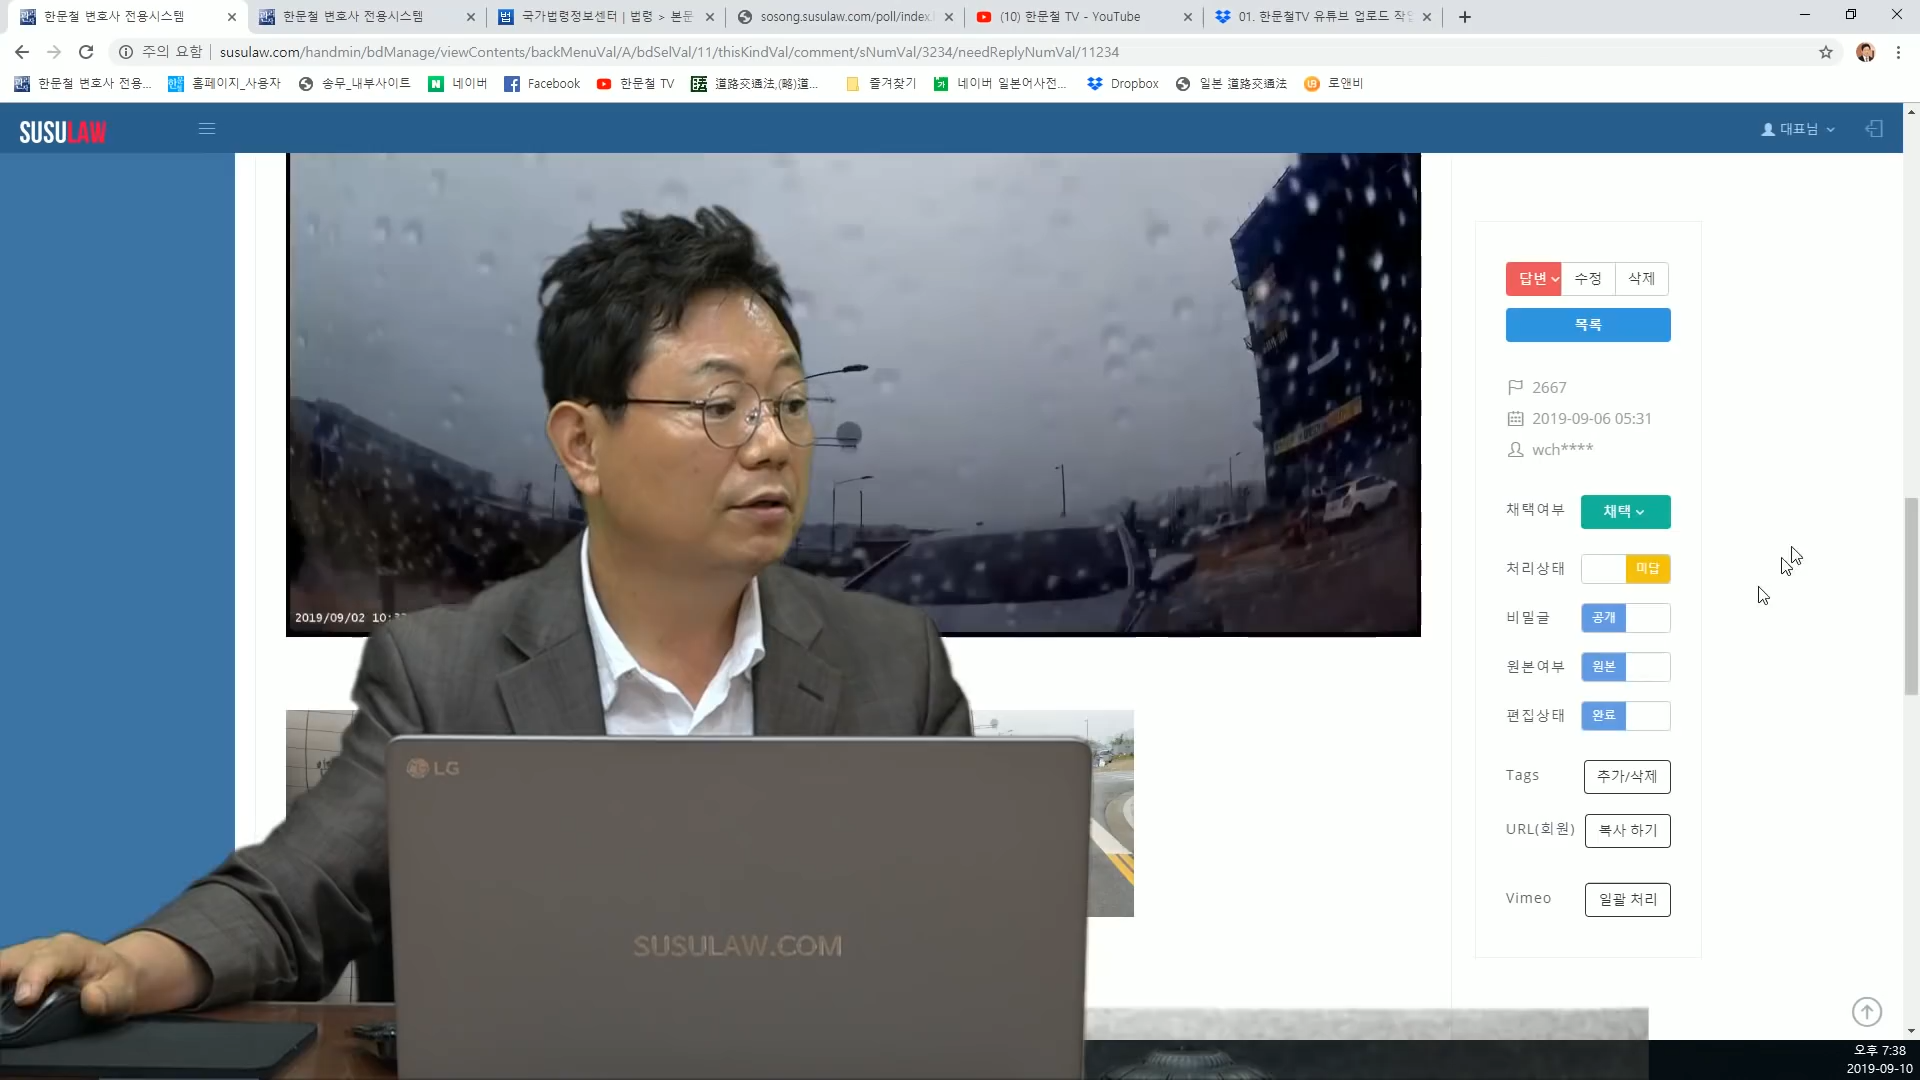 한문철 변호사 전용시스템
한문철 변호사 전용시스템
국가법령정보센터 | 법령 > 본문
sosong.susulaw.com/poll/index.
(10) 한문철 TV - YouTube
01. 한문철TV 유튜브 업로드 작업
주의 요함
susulaw.com/handmin/bdManage/viewContents/backMenuVal/A/bdSelVal/11/thisKindVal/comment/sNumVal/3234/needReplyNumVal/11234
한문철 변호사 전용...
홈페이지_사용자
송무_내부사이트
네이버
Facebook
한문철 TV
道路交通法,(略)道...
즐겨찾기
네이버 일본어사전...
Dropbox
일본 道路交通法
로앤비
SUSULAW
대표님
답변
수정
삭제
목록
2667
2019-09-06 05:31
wch****
채택여부
채택
처리상태
미답
비밀글
공개
원본여부
원본
편집상태
완료
Tags
추가/삭제
URL(회원)
복사 하기
Vimeo
일괄 처리
2019/09/02 10:
LG
SUSULAW.COM
오후 7:38
2019-09-10